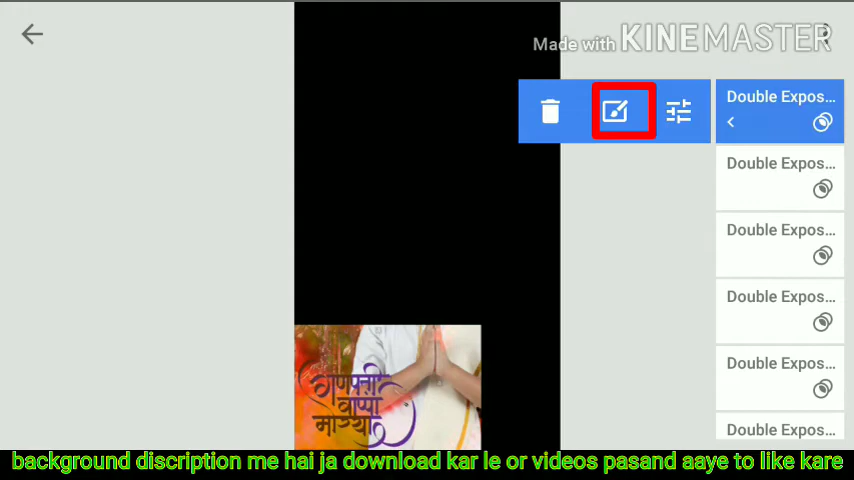 Made with KINEMASTER
Double Expos...
Double Expos...
Double Expos...
Double Expos...
Double Expos...
Double Expos...
गणपती
बाप्पा
मोरया
background discription me hai ja download kar le or videos pasand aaye to like kare